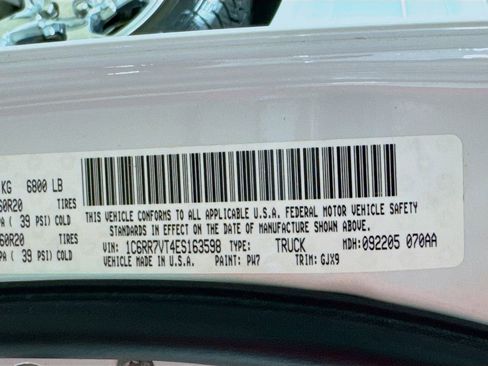 KG 6800 LB
60R20 TIRES
PA ( 39 PSI) COLD
60R20 TIRES
PA ( 39 PSI) COLD
THIS VEHICLE CONFORMS TO ALL APPLICABLE U.S.A. FEDERAL MOTOR VEHICLE SAFETY
STANDARDS IN EFFECT ON THE DATE OF MANUFACTURE SHOWN ABOVE.
VIN: 1C6RR7VT4ES163598 TYPE: TRUCK MDH: 092205 070AA
VEHICLE MADE IN U.S.A. PAINT: PW7 TRIM: GJX9